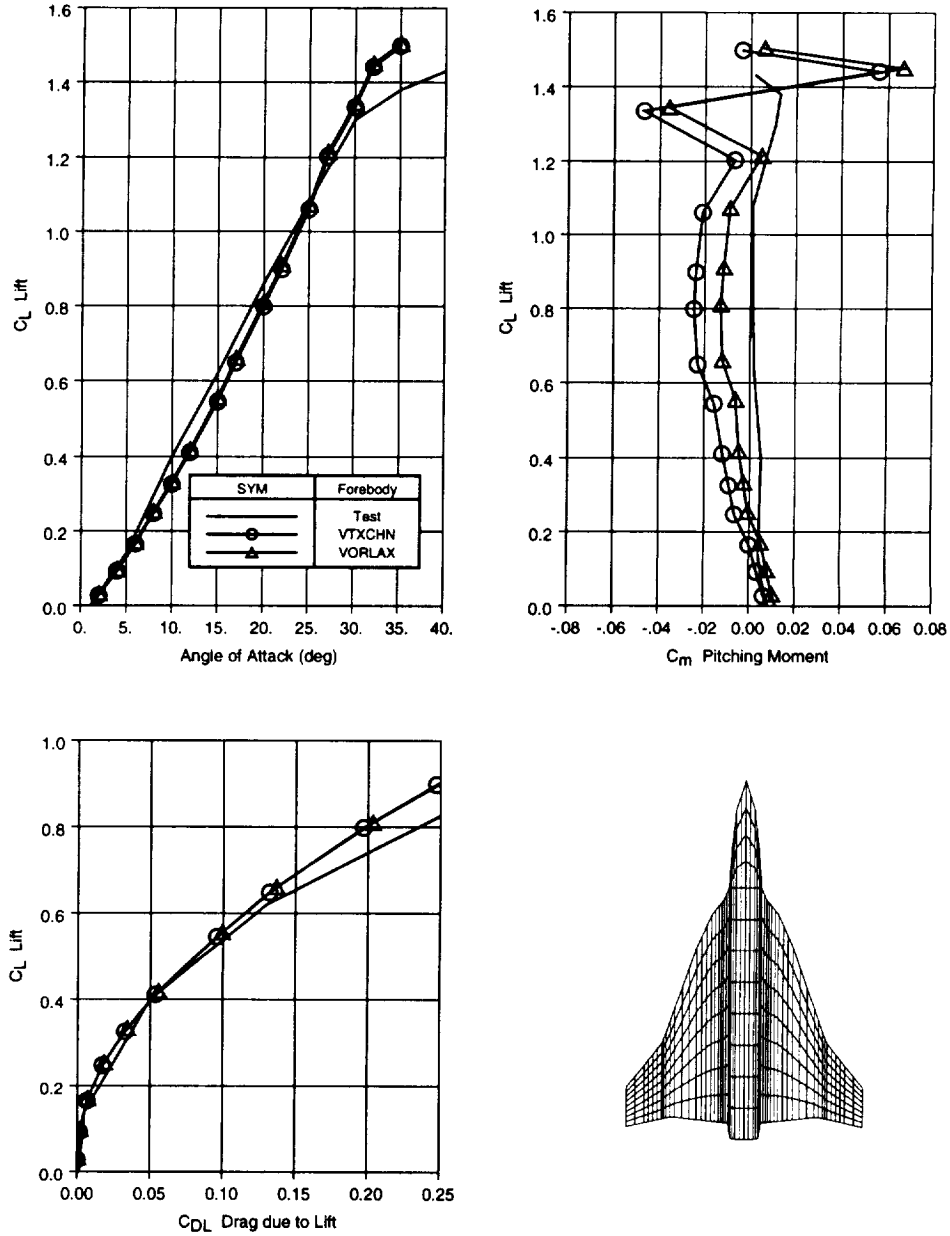 1.6
1.4
1.2
1.0
0.8
0.6
0.4
0.2
0.0
C_L Lift
0. 5. 10. 15. 20. 25. 30. 35. 40.
Angle of Attack (deg)
SYM Forebody
Test
VTXCHN
VORLAX
1.6
1.4
1.2
1.0
0.8
0.6
0.4
0.2
0.0
C_L Lift
-.08 -.06 -.04 -.02 0.00 0.02 0.04 0.06 0.08
C_m Pitching Moment
1.0
0.8
0.6
0.4
0.2
0.0
C_L Lift
0.00 0.05 0.10 0.15 0.20 0.25
C_DL Drag due to Lift